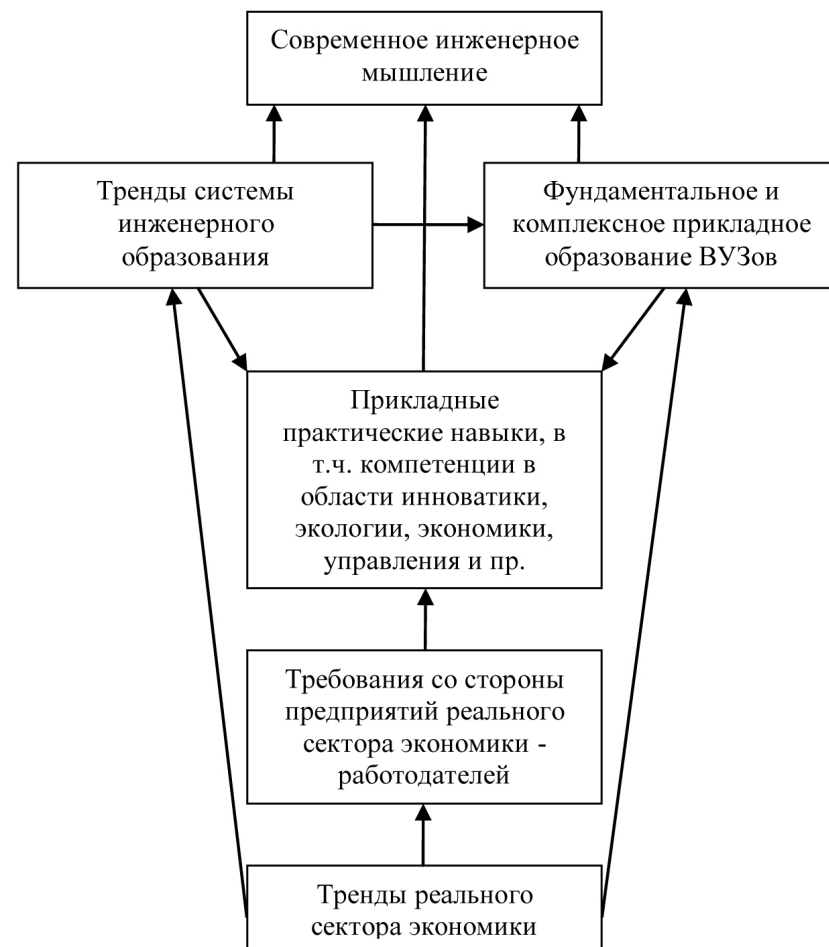 Современное инженерное
мышление
Тренды системы
инженерного
образования
Фундаментальное и
комплексное прикладное
образование ВУЗов
Прикладные
практические навыки, в
т.ч. компетенции в
области инноватики,
экологии, экономики,
управления и пр.
Требования со стороны
предприятий реального
сектора экономики -
работодателей
Тренды реального
сектора экономики